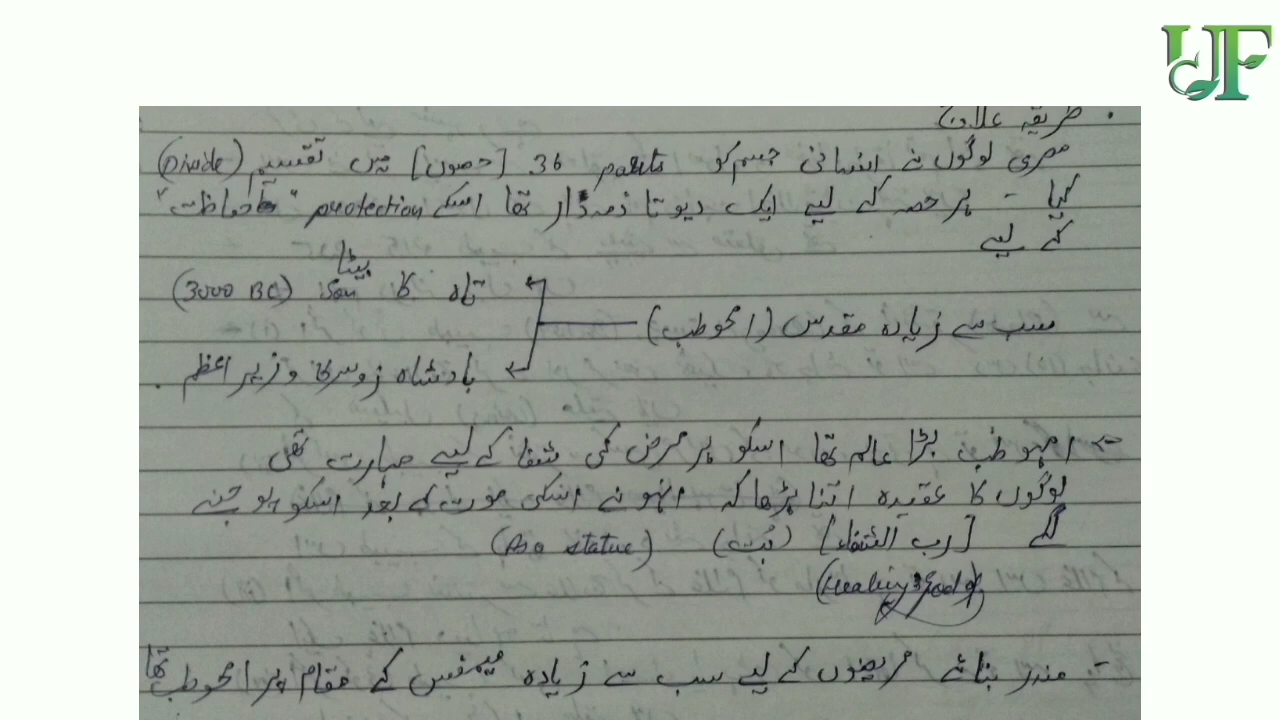 UF
۔ طریقہ علاج
مصری لوگوں نے انسانی جسم کو 36 parts [حصوں] میں تقسیم (Divide)
کیا - ہر حصہ کے لیے ایک دیوتا ذمہ دار تھا اسکے protection "حفاظت"
کے لیے
سب سے زیادہ مقدس (امحوطب)
تاہ کا Son بیٹا (3000 BC)
بادشاہ زوسر کا وزیر اعظم .
امہوطب بڑا عالم تھا اسکو ہر مرض کی شفا کے لیے مہارت تھی
لوگوں کا عقیدہ اتنا بڑھا کہ انہو نے اسکی موت کے بعد اسکو پوجنے
لگے [رب الشفاء] (بُت) (As a statue)
(Healing God)
- مندر بنائے مریضوں کے لیے سب سے زیادہ میمفس کے مقام پر امحوطب تھا